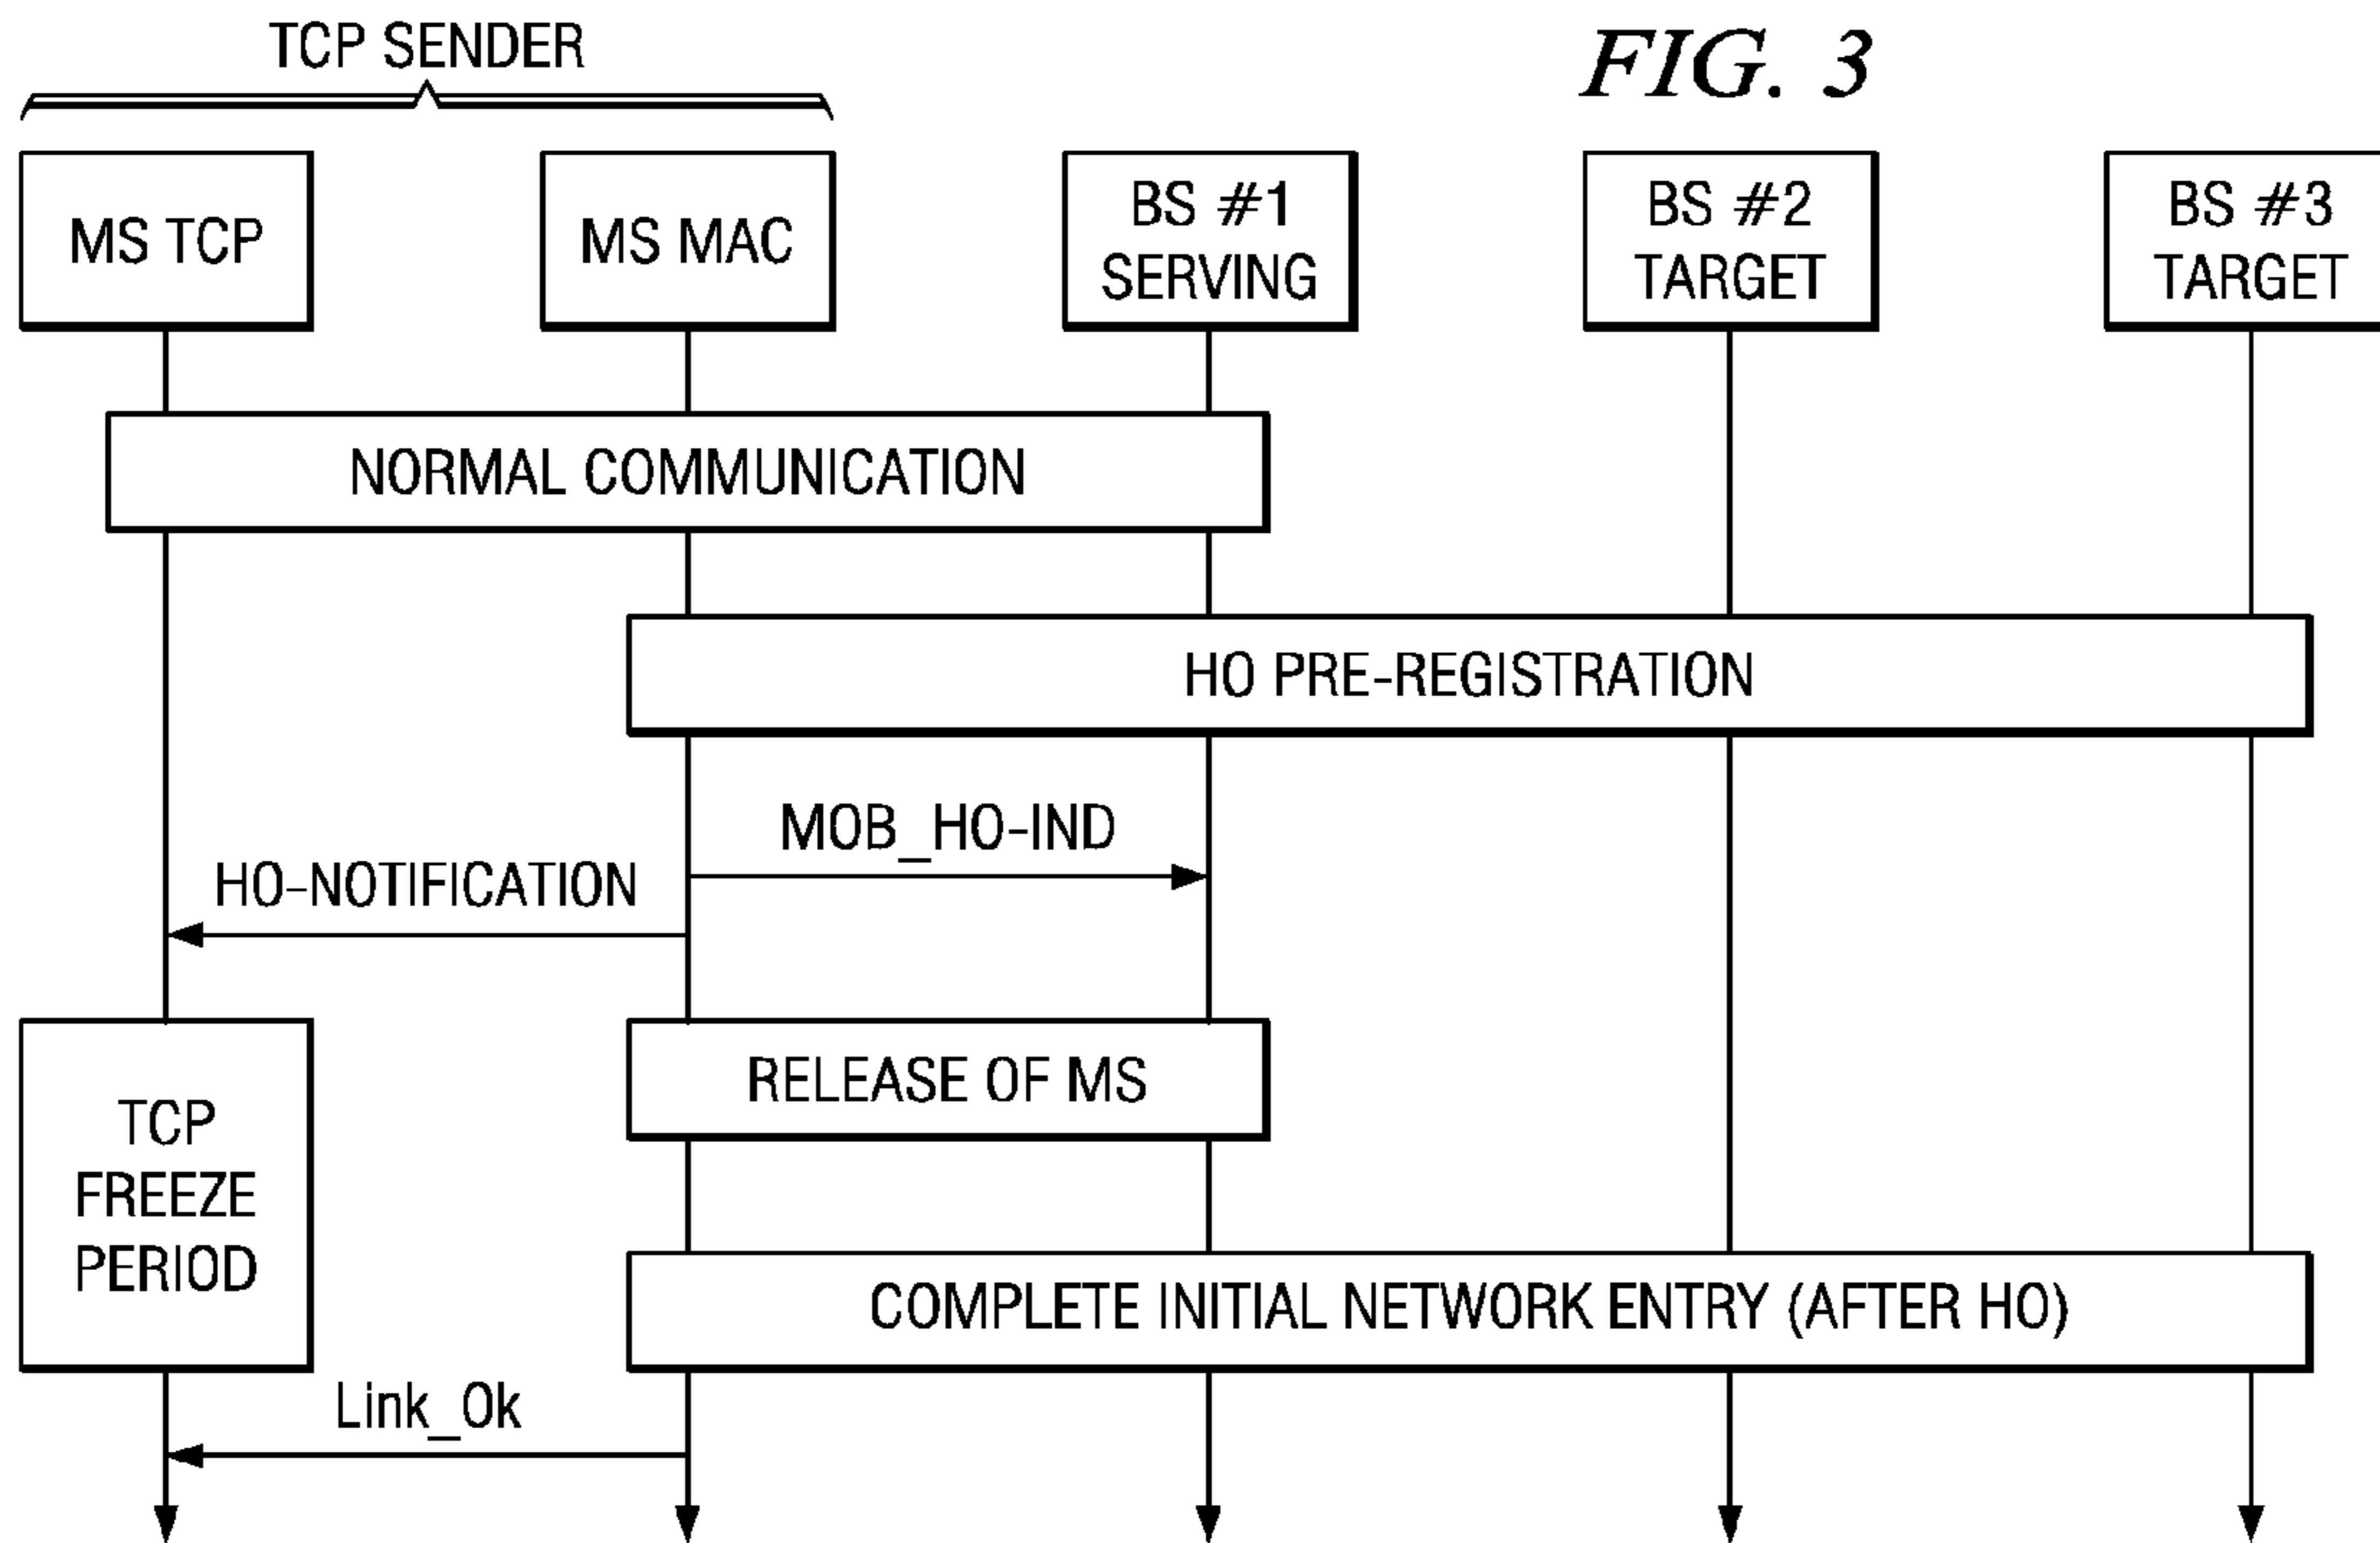 TCP SENDER
FIG. 3
MS TCP
MS MAC
BS #1
SERVING
BS #2
TARGET
BS #3
TARGET
NORMAL COMMUNICATION
HO PRE-REGISTRATION
MOB_HO-IND
HO-NOTIFICATION
RELEASE OF MS
TCP
FREEZE
PERIOD
COMPLETE INITIAL NETWORK ENTRY (AFTER HO)
Link_Ok